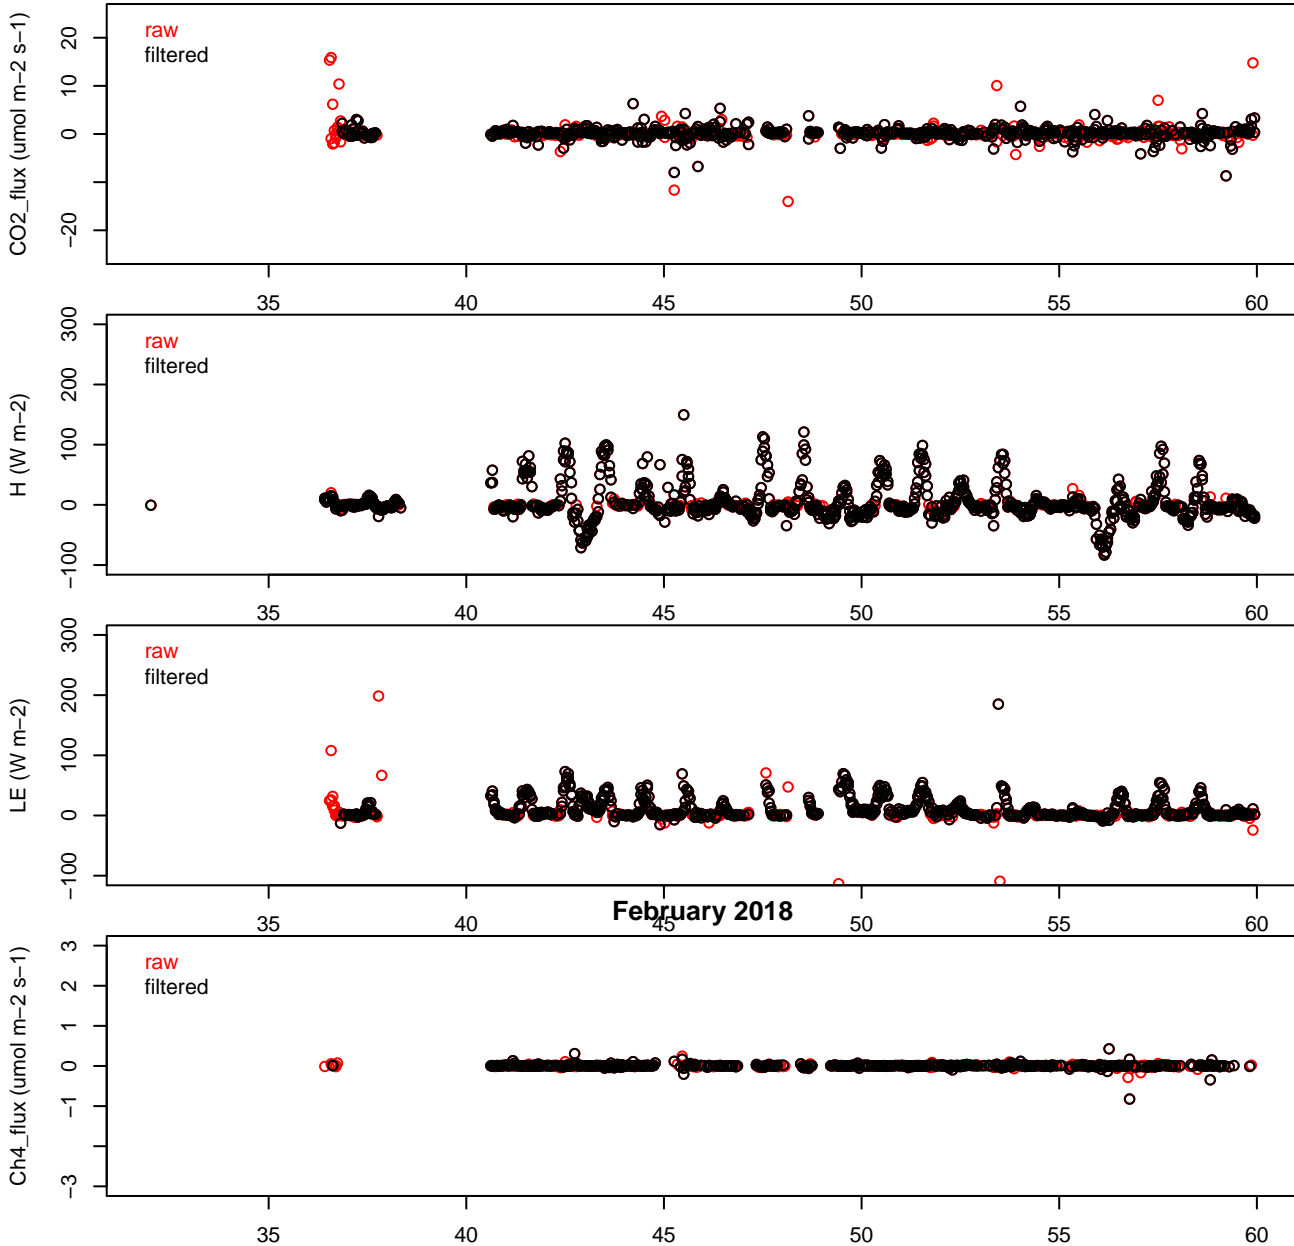 CO2_flux (umol m−2 s−1)
20
10
0
−20
raw
filtered
35 40 45 50 55 60
H (W m−2)
300
200
100
0
−100
raw
filtered
35 40 45 50 55 60
LE (W m−2)
300
200
100
0
−100
raw
filtered
35 40 45 50 55 60
February 2018
Ch4_flux (umol m−2 s−1)
3
2
1
0
−1
−3
raw
filtered
35 40 45 50 55 60